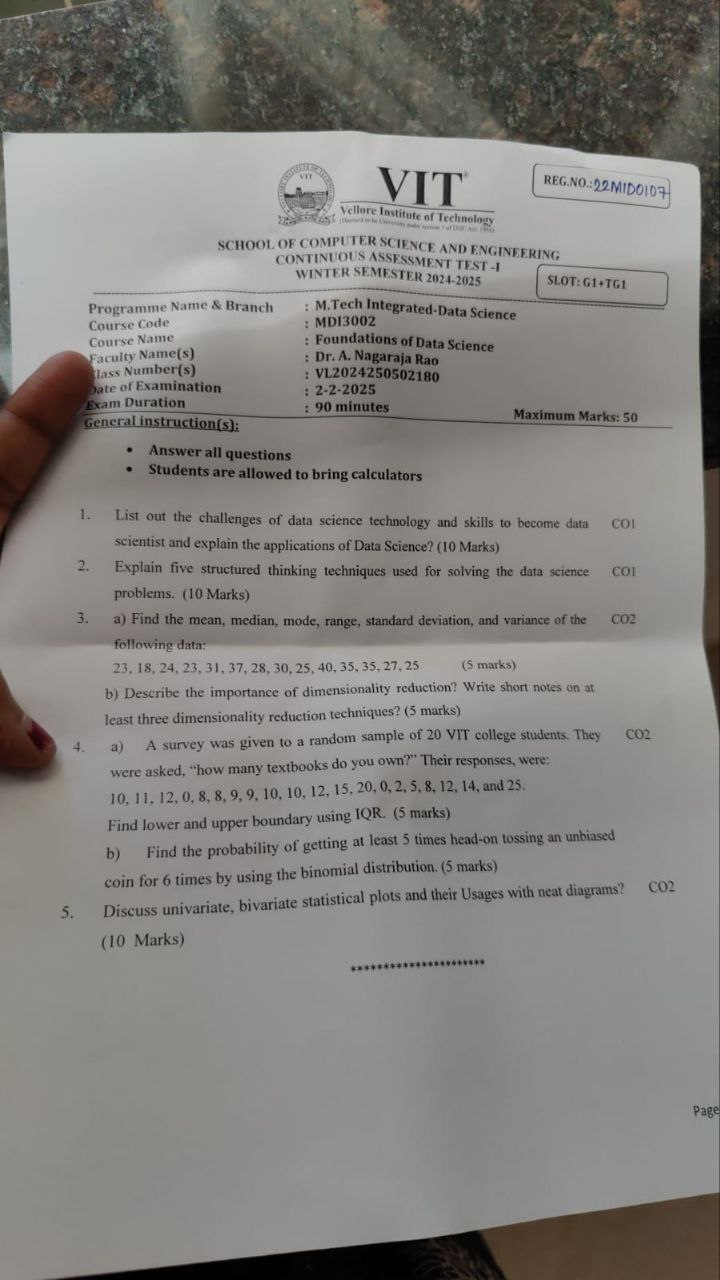 VIT
VIT
Vellore Institute of Technology
REG.NO.:22MID0107
SCHOOL OF COMPUTER SCIENCE AND ENGINEERING
CONTINUOUS ASSESSMENT TEST -I
WINTER SEMESTER 2024-2025
SLOT: G1+TG1
Programme Name & Branch : M.Tech Integrated-Data Science
Course Code : MDI3002
Course Name : Foundations of Data Science
Faculty Name(s) : Dr. A. Nagaraja Rao
Class Number(s) : VL2024250502180
Date of Examination : 2-2-2025
Exam Duration : 90 minutes Maximum Marks: 50
General instruction(s):
• Answer all questions
• Students are allowed to bring calculators
1. List out the challenges of data science technology and skills to become data CO1
scientist and explain the applications of Data Science? (10 Marks)
2. Explain five structured thinking techniques used for solving the data science CO1
problems. (10 Marks)
3. a) Find the mean, median, mode, range, standard deviation, and variance of the CO2
following data:
23, 18, 24, 23, 31, 37, 28, 30, 25, 40, 35, 35, 27, 25 (5 marks)
b) Describe the importance of dimensionality reduction? Write short notes on at
least three dimensionality reduction techniques? (5 marks)
4. a) A survey was given to a random sample of 20 VIT college students. They CO2
were asked, “how many textbooks do you own?” Their responses, were:
10, 11, 12, 0, 8, 8, 9, 9, 10, 10, 12, 15, 20, 0, 2, 5, 8, 12, 14, and 25.
Find lower and upper boundary using IQR. (5 marks)
b) Find the probability of getting at least 5 times head-on tossing an unbiased
coin for 6 times by using the binomial distribution. (5 marks)
5. Discuss univariate, bivariate statistical plots and their Usages with neat diagrams? CO2
(10 Marks)
**********************
Page